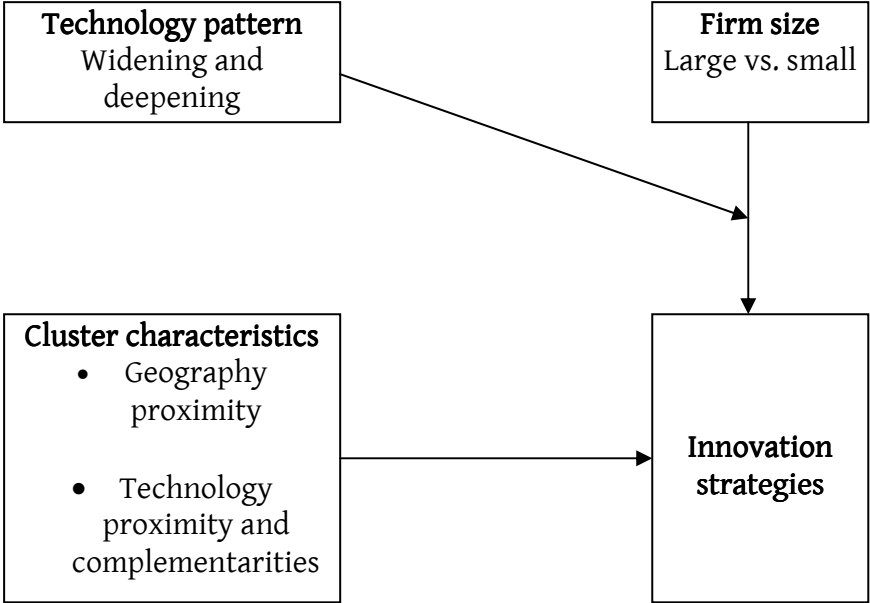 Technology pattern
Widening and
deepening
Firm size
Large vs. small
Cluster characteristics
• Geography
proximity
• Technology
proximity and
complementarities
Innovation
strategies